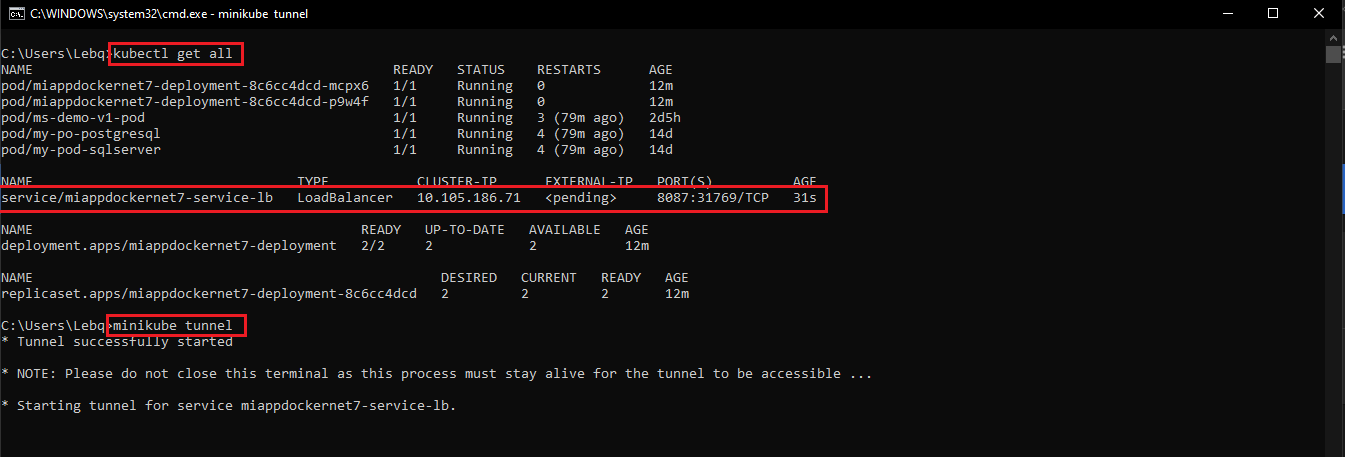 C:\WINDOWS\system32\cmd.exe - minikube tunnel
C:\Users\Lebq>kubectl get all
NAME READY STATUS RESTARTS AGE
pod/miappdockernet7-deployment-8c6cc4dcd-mcpx6 1/1 Running 0 12m
pod/miappdockernet7-deployment-8c6cc4dcd-p9w4f 1/1 Running 0 12m
pod/ms-demo-v1-pod 1/1 Running 3 (79m ago) 2d5h
pod/my-po-postgresql 1/1 Running 4 (79m ago) 14d
pod/my-pod-sqlserver 1/1 Running 4 (79m ago) 14d
NAME TYPE CLUSTER-IP EXTERNAL-IP PORT(S) AGE
service/miappdockernet7-service-lb LoadBalancer 10.105.186.71 <pending> 8087:31769/TCP 31s
NAME READY UP-TO-DATE AVAILABLE AGE
deployment.apps/miappdockernet7-deployment 2/2 2 2 12m
NAME DESIRED CURRENT READY AGE
replicaset.apps/miappdockernet7-deployment-8c6cc4dcd 2 2 2 12m
C:\Users\Lebq>minikube tunnel
* Tunnel successfully started
* NOTE: Please do not close this terminal as this process must stay alive for the tunnel to be accessible ...
* Starting tunnel for service miappdockernet7-service-lb.